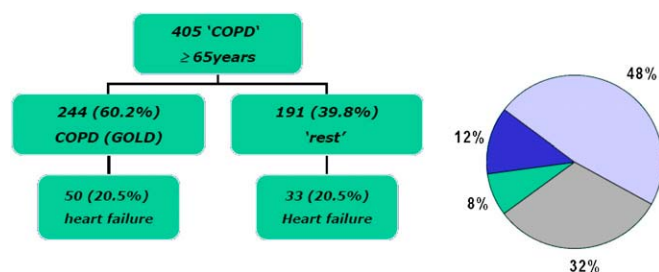 405 'COPD'
≥ 65years
244 (60.2%)
COPD (GOLD)
191 (39.8%)
'rest'
50 (20.5%)
heart failure
33 (20.5%)
Heart failure
48%
12%
8%
32%